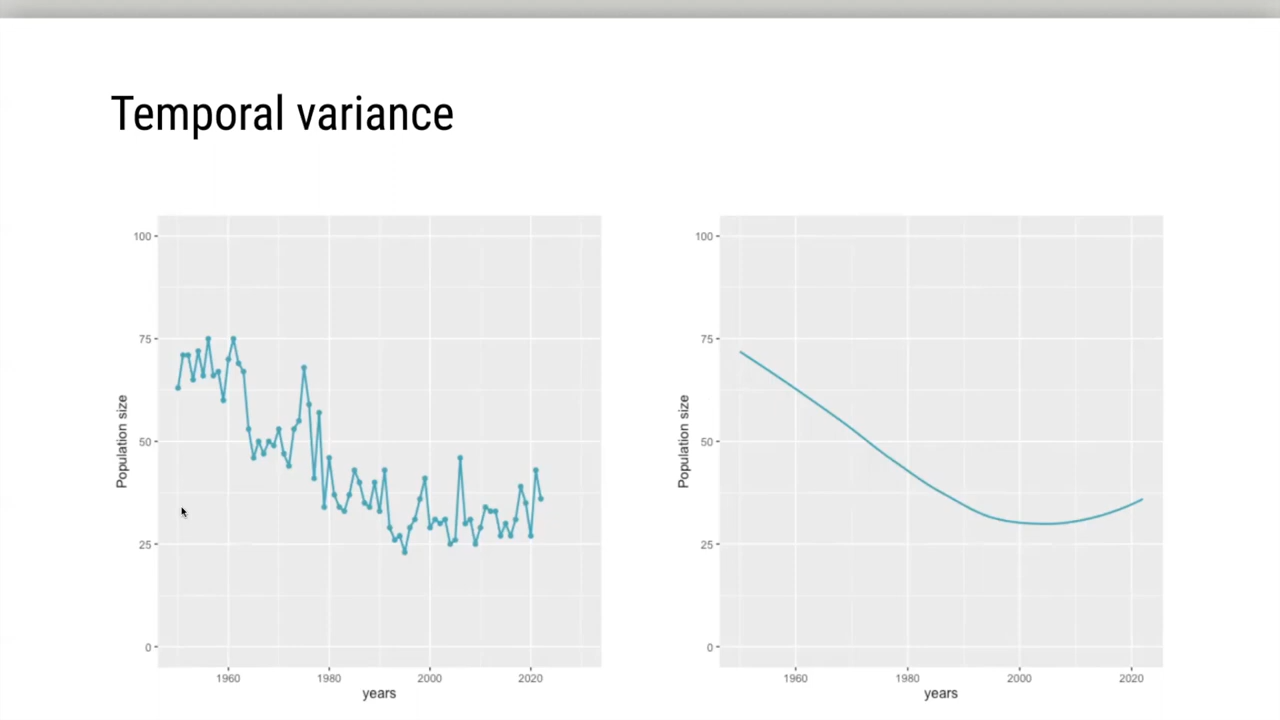 Temporal variance
100
75
50
25
0
Population size
1960 1980 2000 2020
years
100
75
50
25
0
Population size
1960 1980 2000 2020
years